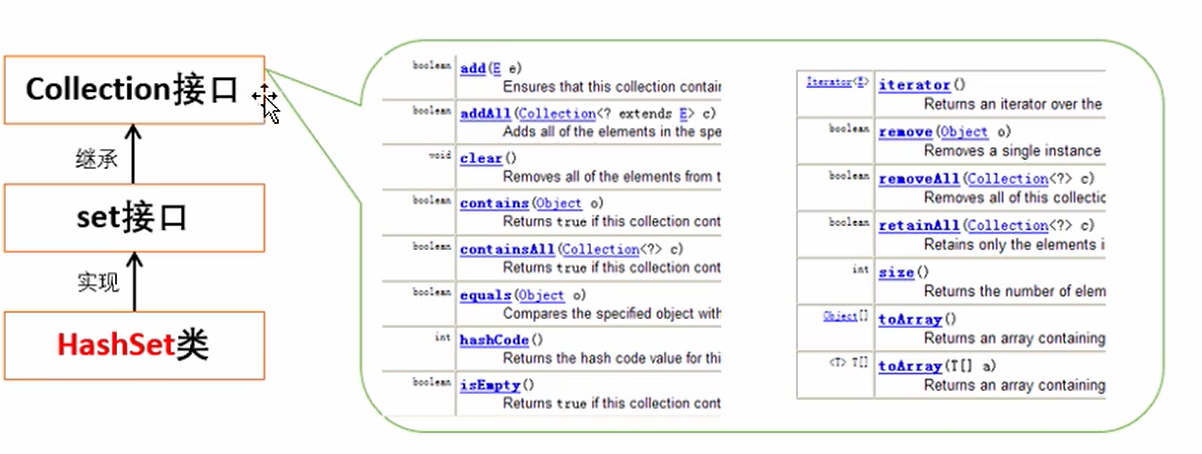 Collection接口
继承
set接口
实现
HashSet类
boolean add(E e)
Ensures that this collection contain
boolean addAll(Collection<? extends E> c)
Adds all of the elements in the spe
void clear()
Removes all of the elements from t
boolean contains(Object o)
Returns true if this collection cont
boolean containsAll(Collection<?> c)
Returns true if this collection cont
boolean equals(Object o)
Compares the specified object with
int hashCode()
Returns the hash code value for thi
boolean isEmpty()
Returns true if this collection cont
Iterator<E> iterator()
Returns an iterator over the
boolean remove(Object o)
Removes a single instance
boolean removeAll(Collection<?> c)
Removes all of this collectic
boolean retainAll(Collection<?> c)
Retains only the elements i
int size()
Returns the number of elem
Object[] toArray()
Returns an array containing
<T> T[] toArray(T[] a)
Returns an array containing